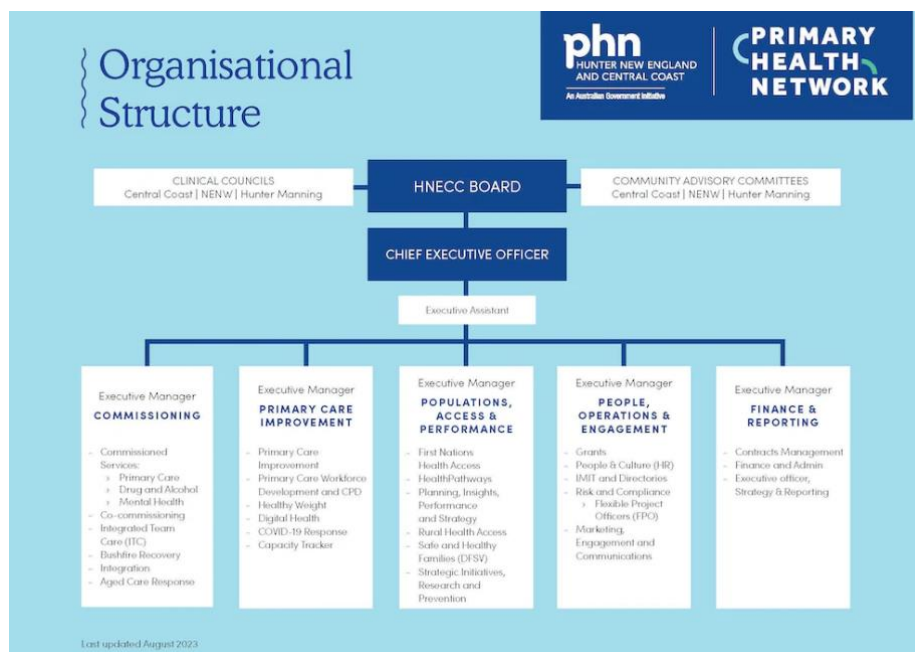 Organisational
Structure
phn
HUNTER NEW ENGLAND
AND CENTRAL COAST
An Australian Government Initiative
PRIMARY
HEALTH
NETWORK
CLINICAL COUNCILS
Central Coast | NENW | Hunter Manning
HNECC BOARD
COMMUNITY ADVISORY COMMITTEES
Central Coast | NENW | Hunter Manning
CHIEF EXECUTIVE OFFICER
Executive Assistant
Executive Manager
COMMISSIONING
- Commissioned
Services:
» Primary Care
» Drug and Alcohol
» Mental Health
- Co-commissioning
- Integrated Team
Care (ITC)
- Bushfire Recovery
- Integration
- Aged Care Response
Executive Manager
PRIMARY CARE
IMPROVEMENT
- Primary Care
Improvement
- Primary Care Workforce
Development and CPD
- Healthy Weight
- Digital Health
- COVID-19 Response
- Capacity Tracker
Executive Manager
POPULATIONS,
ACCESS &
PERFORMANCE
- First Nations
Health Access
- HealthPathways
- Planning, Insights,
Performance
and Strategy
- Rural Health Access
- Safe and Healthy
Families (DFSV)
- Strategic Initiatives,
Research and
Prevention
Executive Manager
PEOPLE,
OPERATIONS &
ENGAGEMENT
- Grants
- People & Culture (HR)
- IMIT and Directories
- Risk and Compliance
» Flexible Project
Officers (FPO)
- Marketing,
Engagement and
Communications
Executive Manager
FINANCE &
REPORTING
- Contracts Management
- Finance and Admin
- Executive officer,
Strategy & Reporting
Last updated August 2023